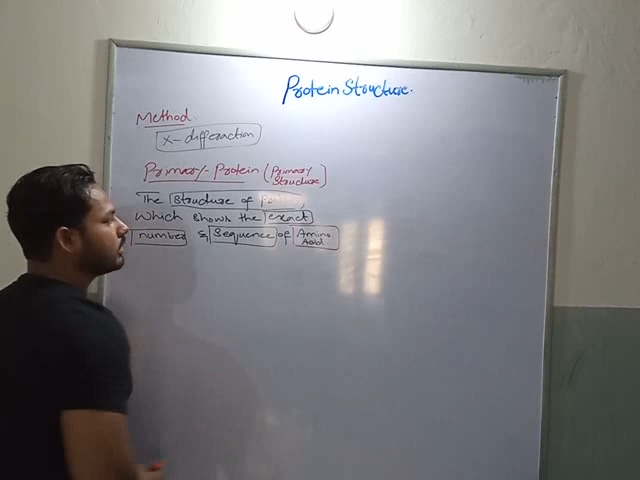 Protein Structure.
Method.
X-differaction
Primary- Protein (Primary Structure)
The Structure of
Which shows the exact
number & Sequence of Amino Acid.